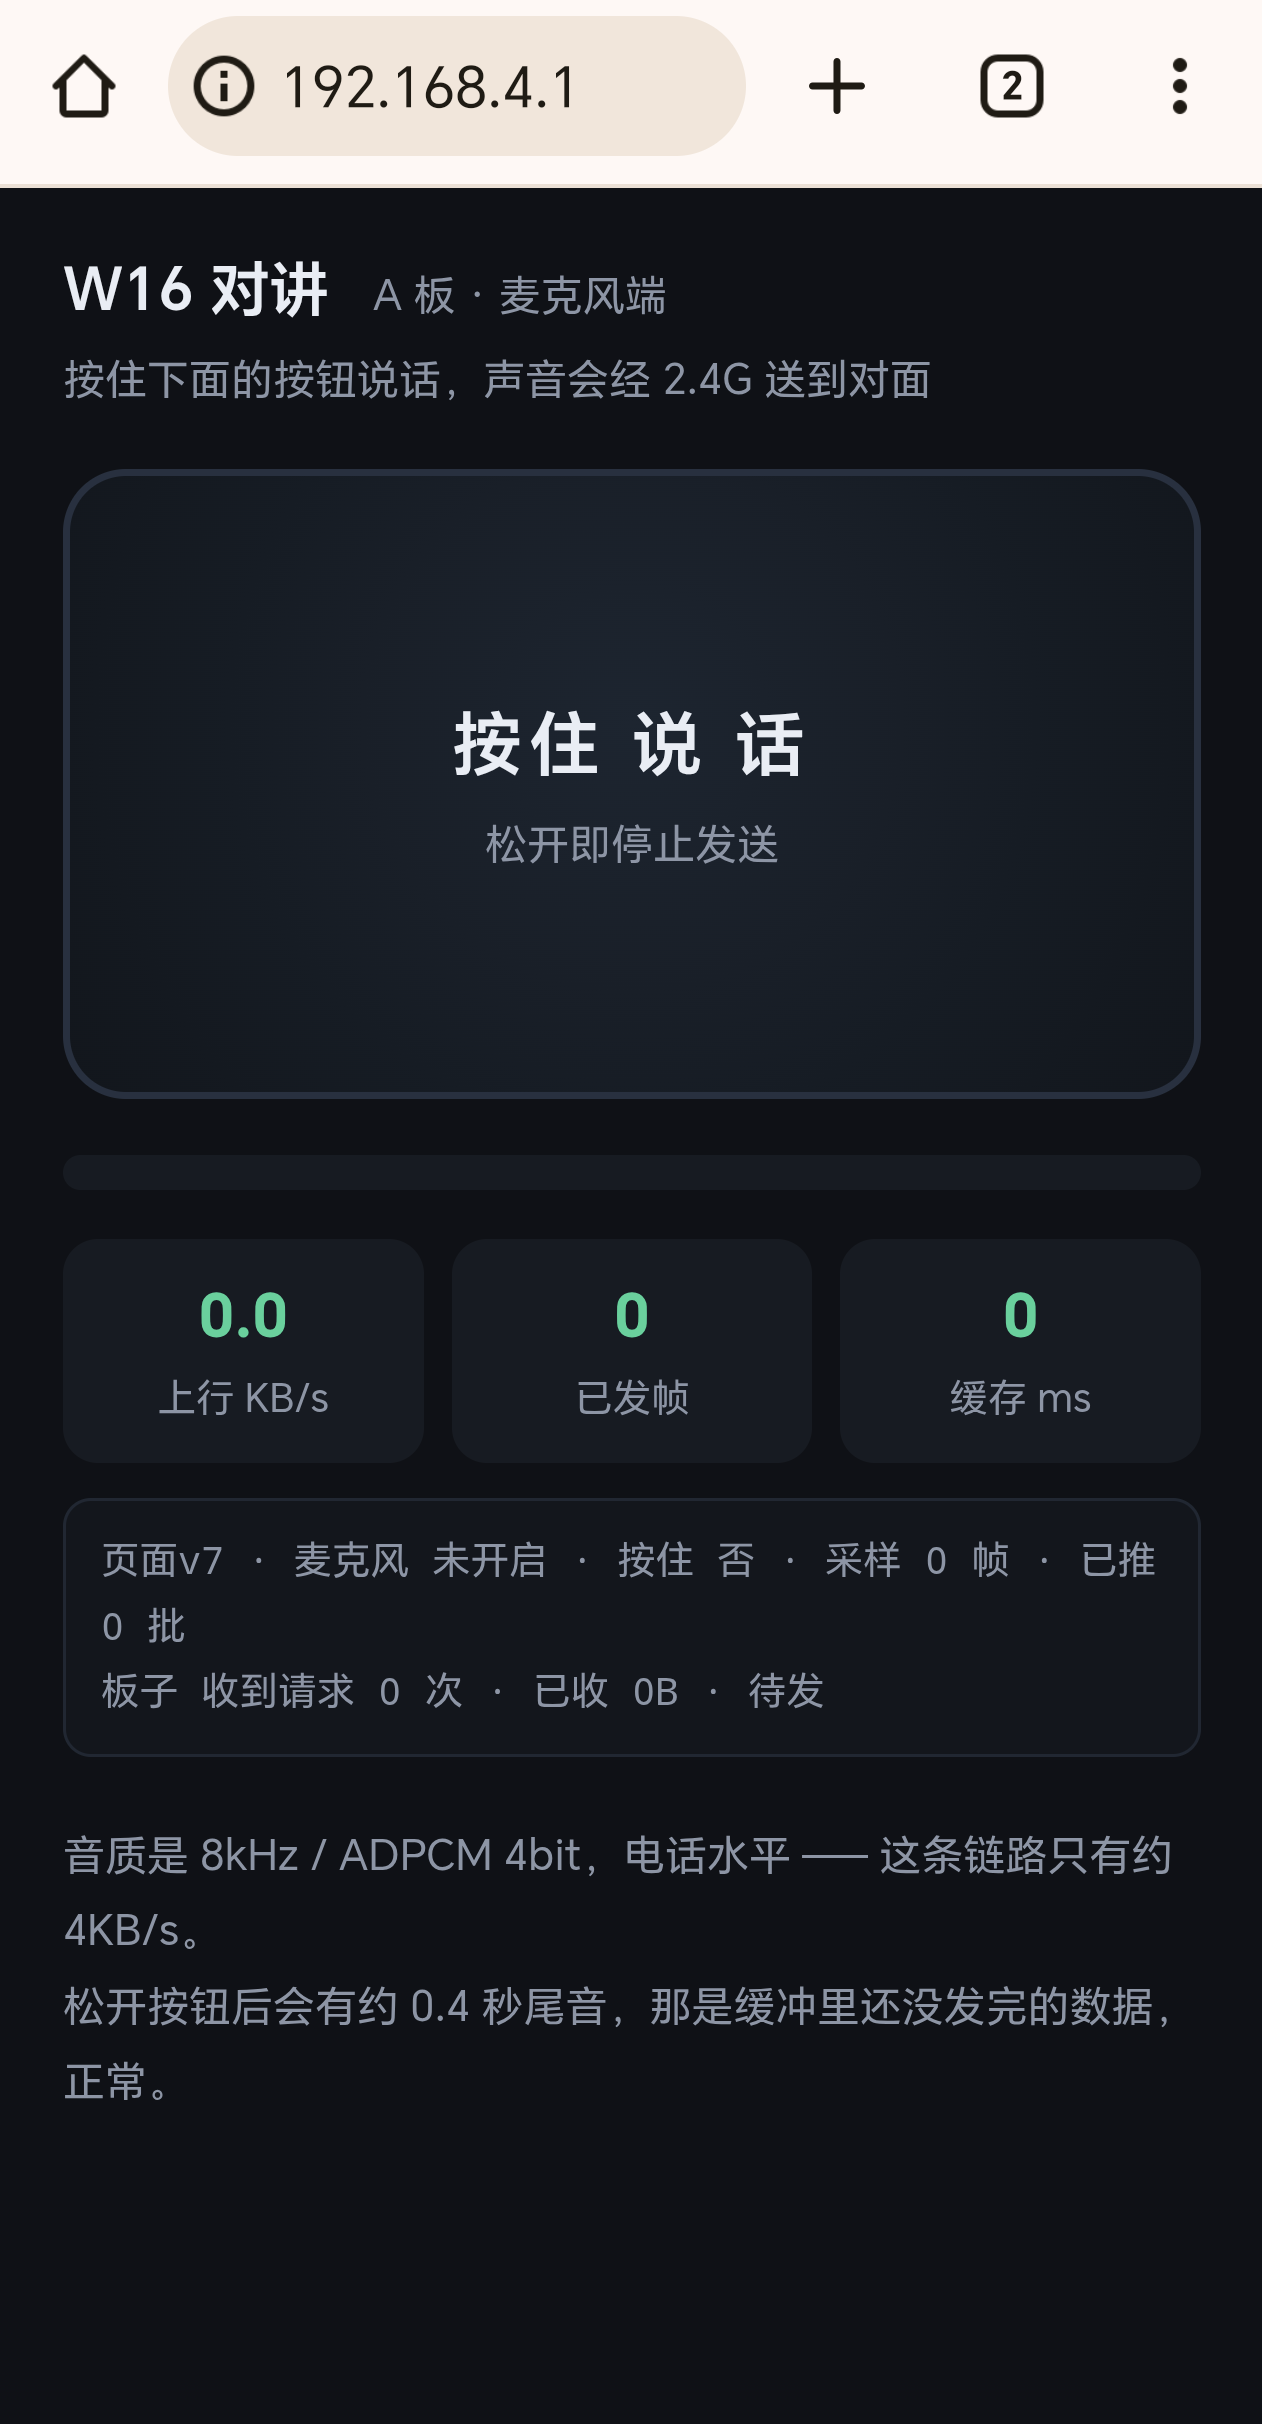 192.168.4.1
2
W16 对讲 A 板 · 麦克风端
按住下面的按钮说话，声音会经 2.4G 送到对面
按住 说 话
松开即停止发送
0.0
上行 KB/s
0
已发帧
0
缓存 ms
页面v7 · 麦克风 未开启 · 按住 否 · 采样 0 帧 · 已推
0 批
板子 收到请求 0 次 · 已收 0B · 待发
音质是 8kHz / ADPCM 4bit，电话水平 —— 这条链路只有约
4KB/s。
松开按钮后会有约 0.4 秒尾音，那是缓冲里还没发完的数据，
正常。